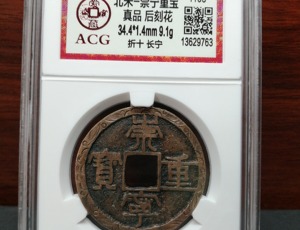 北宋-崇宁重宝
真品 后刻花
34.4*1.4mm 9.1g
折十 长宁
ACG
13629763
崇
寶 重
寧